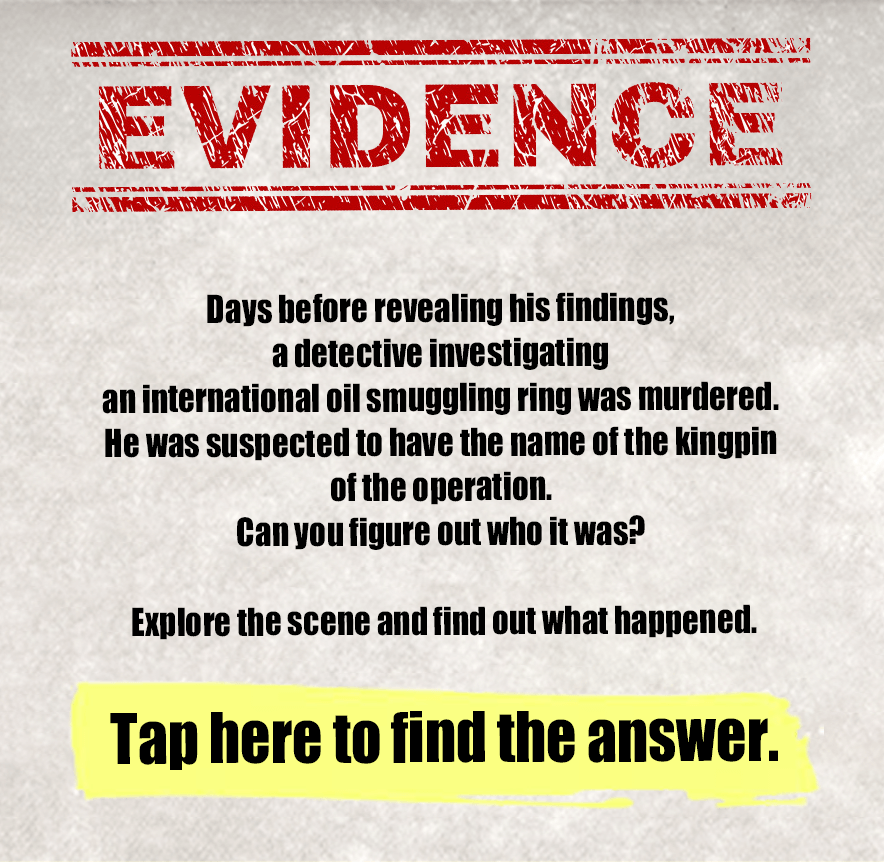 EVIDENCE
Days before revealing his findings,
a detective investigating
an international oil smuggling ring was murdered.
He was suspected to have the name of the kingpin
of the operation.
Can you figure out who it was?
Explore the scene and find out what happened.
Tap here to find the answer.